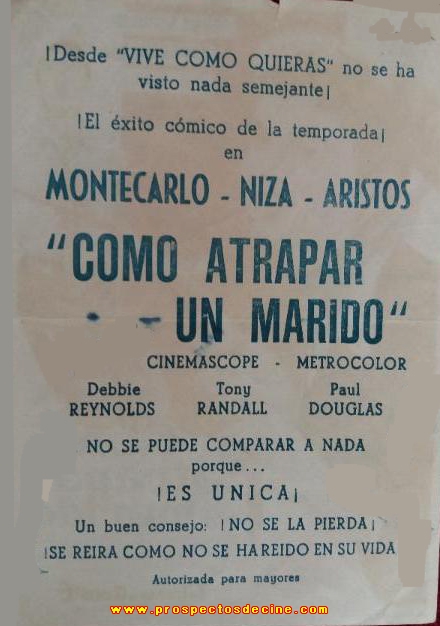 ¡Desde "VIVE COMO QUIERAS" no se ha
visto nada semejante¡
¡El éxito cómico de la temporada¡
en
MONTECARLO - NIZA - ARISTOS
"COMO ATRAPAR
UN MARIDO"
CINEMASCOPE - METROCOLOR
Debbie Tony Paul
REYNOLDS RANDALL DOUGLAS
NO SE PUEDE COMPARAR A NADA
porque...
¡ES UNICA¡
Un buen consejo: ¡NO SE LA PIERDA¡
¡SE REIRA COMO NO SE HA REIDO EN SU VIDA
Autorizada para mayores
www.prospectosdecine.com